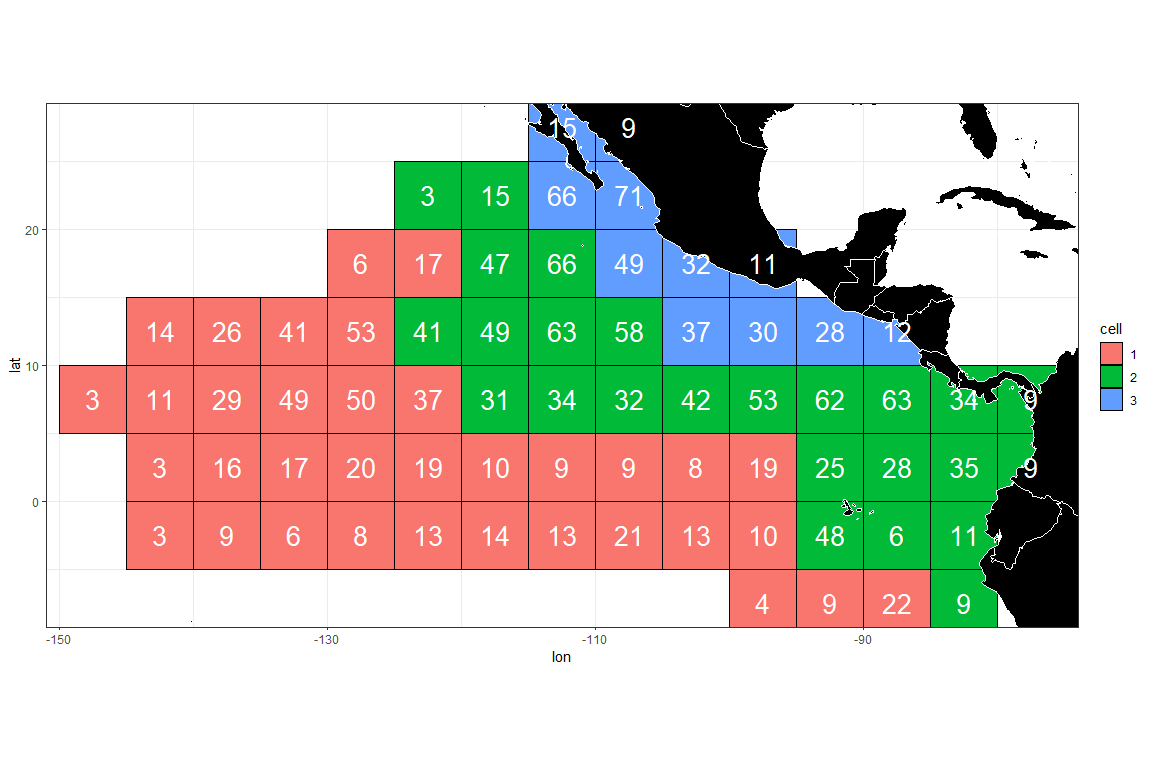 15 9
3 15 66 71
20
6 17 47 66 49 32 11
14 26 41 53 41 49 63 58 37 30 28 12
10
3 11 29 49 50 37 31 34 32 42 53 62 63 34 9
3 16 17 20 19 10 9 9 8 19 25 28 35 9
0
3 9 6 8 13 14 13 21 13 10 48 6 11
4 9 22 9
-150 -130 -110 -90
lon
lat
cell
1
2
3